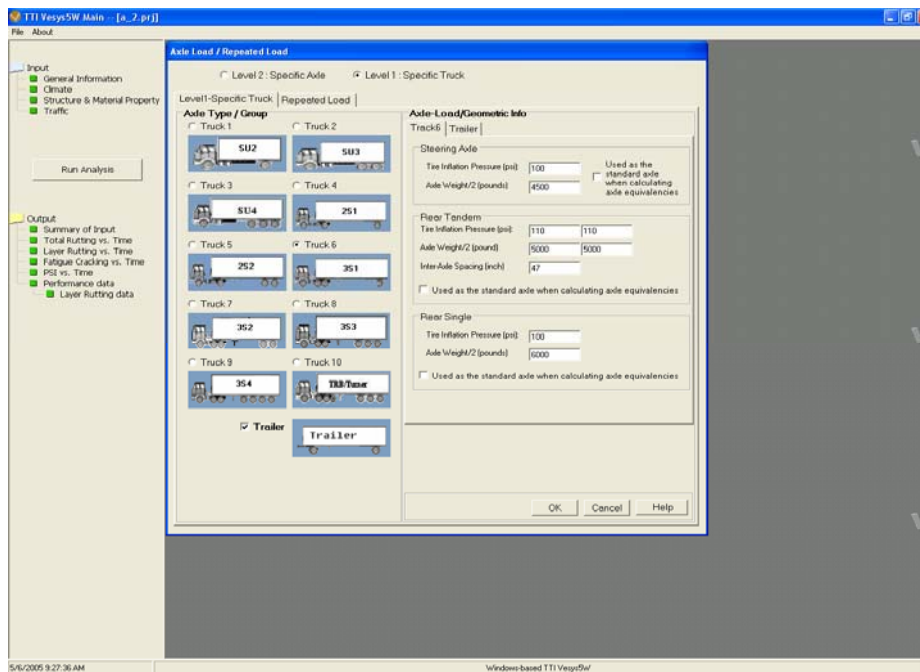 TTI Vesys5W Main -- [a_2.prj]
File About
Input
General Information
Climate
Structure & Material Property
Traffic
Run Analysis
Output
Summary of Input
Total Rutting vs. Time
Layer Rutting vs. Time
Fatigue Cracking vs. Time
PSI vs. Time
Performance data
Layer Rutting data
Axle Load / Repeated Load
Level 2 : Specific Axle Level 1 : Specific Truck
Level1-Specific Truck Repeated Load
Axle Type / Group
Truck 1 Truck 2
SU2 SU3
Truck 3 Truck 4
SU4 2S1
Truck 5 Truck 6
2S2 3S1
Truck 7 Truck 8
3S2 3S3
Truck 9 Truck 10
3S4 TRB/Turner
Trailer
Trailer
Axle-Load/Geometric Info
Track6 Trailer
Steering Axle
Tire Inflation Pressure (psi) 100
Axle Weight/2 (pounds) 4500
Used as the
standard axle
when calculating
axle equivalencies
Rear Tandem
Tire Inflation Pressure (psi): 110 110
Axle Weight/2 (pound) 5000 5000
Inter-Axle Spacing (inch) 47
Used as the standard axle when calculating axle equivalencies
Rear Single
Tire Inflation Pressure (psi) 100
Axle Weight/2 (pounds) 6000
Used as the standard axle when calculating axle equivalencies
OK Cancel Help
5/6/2005 9:27:36 AM Windows-based TTI Vesys5W